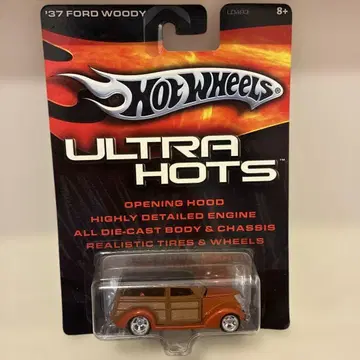 '37 FORD WOODY
8+
HOT WHEELS
ULTRA
HOTS™
OPENING HOOD
HIGHLY DETAILED ENGINE
ALL DIE-CAST BODY & CHASSIS
REALISTIC TIRES & WHEELS